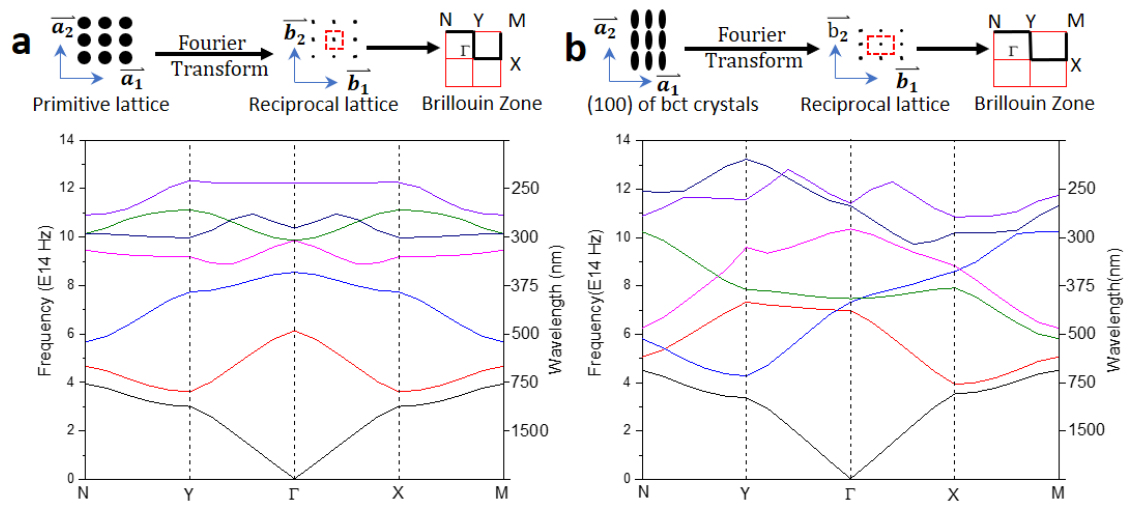 a
a₂
a₁
Primitive lattice
Fourier
Transform
b₂
b₁
Reciprocal lattice
N Y M
Γ
X
Brillouin Zone
b
a₂
a₁
(100) of bct crystals
Fourier
Transform
b₂
b₁
Reciprocal lattice
N Y M
Γ
X
Brillouin Zone
Frequency (E14 Hz)
14
12
10
8
6
4
2
0
N Y Γ X M
250
300
375
500
750
1500
Wavelength (nm)
Frequency(E14 Hz)
14
12
10
8
6
4
2
0
N Y Γ X M
250
300
375
500
750
1500
Wavelength(nm)